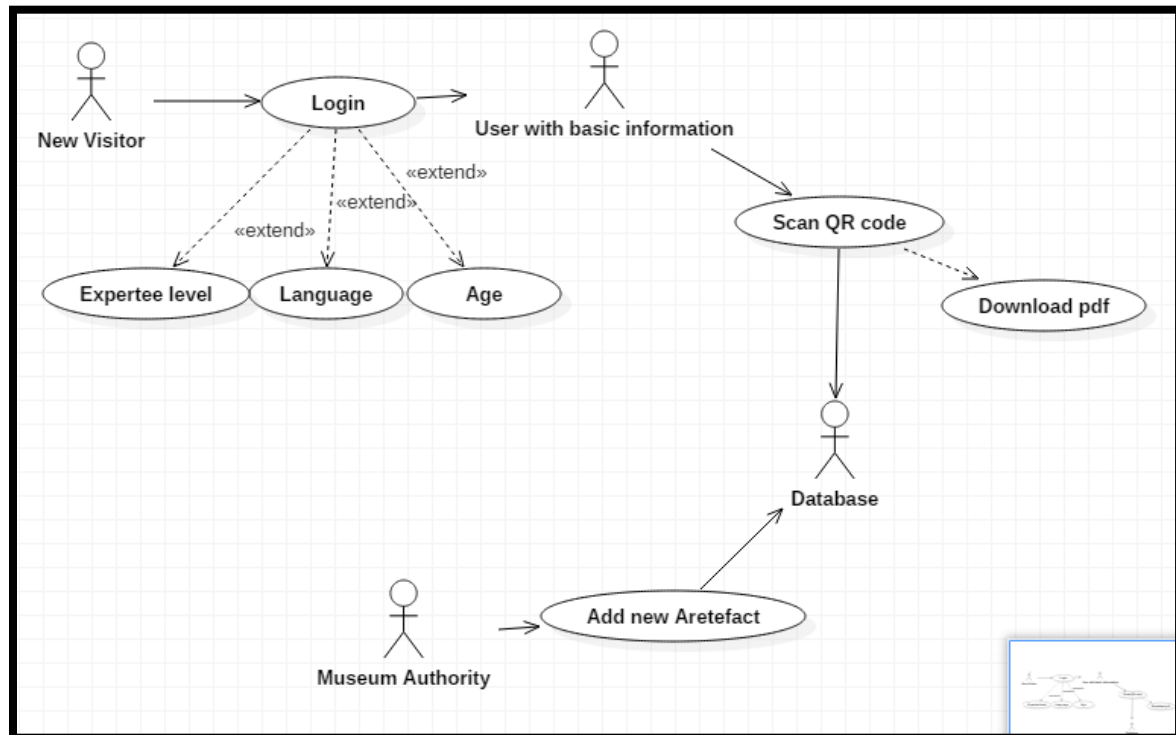 New Visitor
Login
User with basic information
«extend»
«extend»
«extend»
Scan QR code
Expertee level
Language
Age
Download pdf
Database
Add new Aretefact
Museum Authority